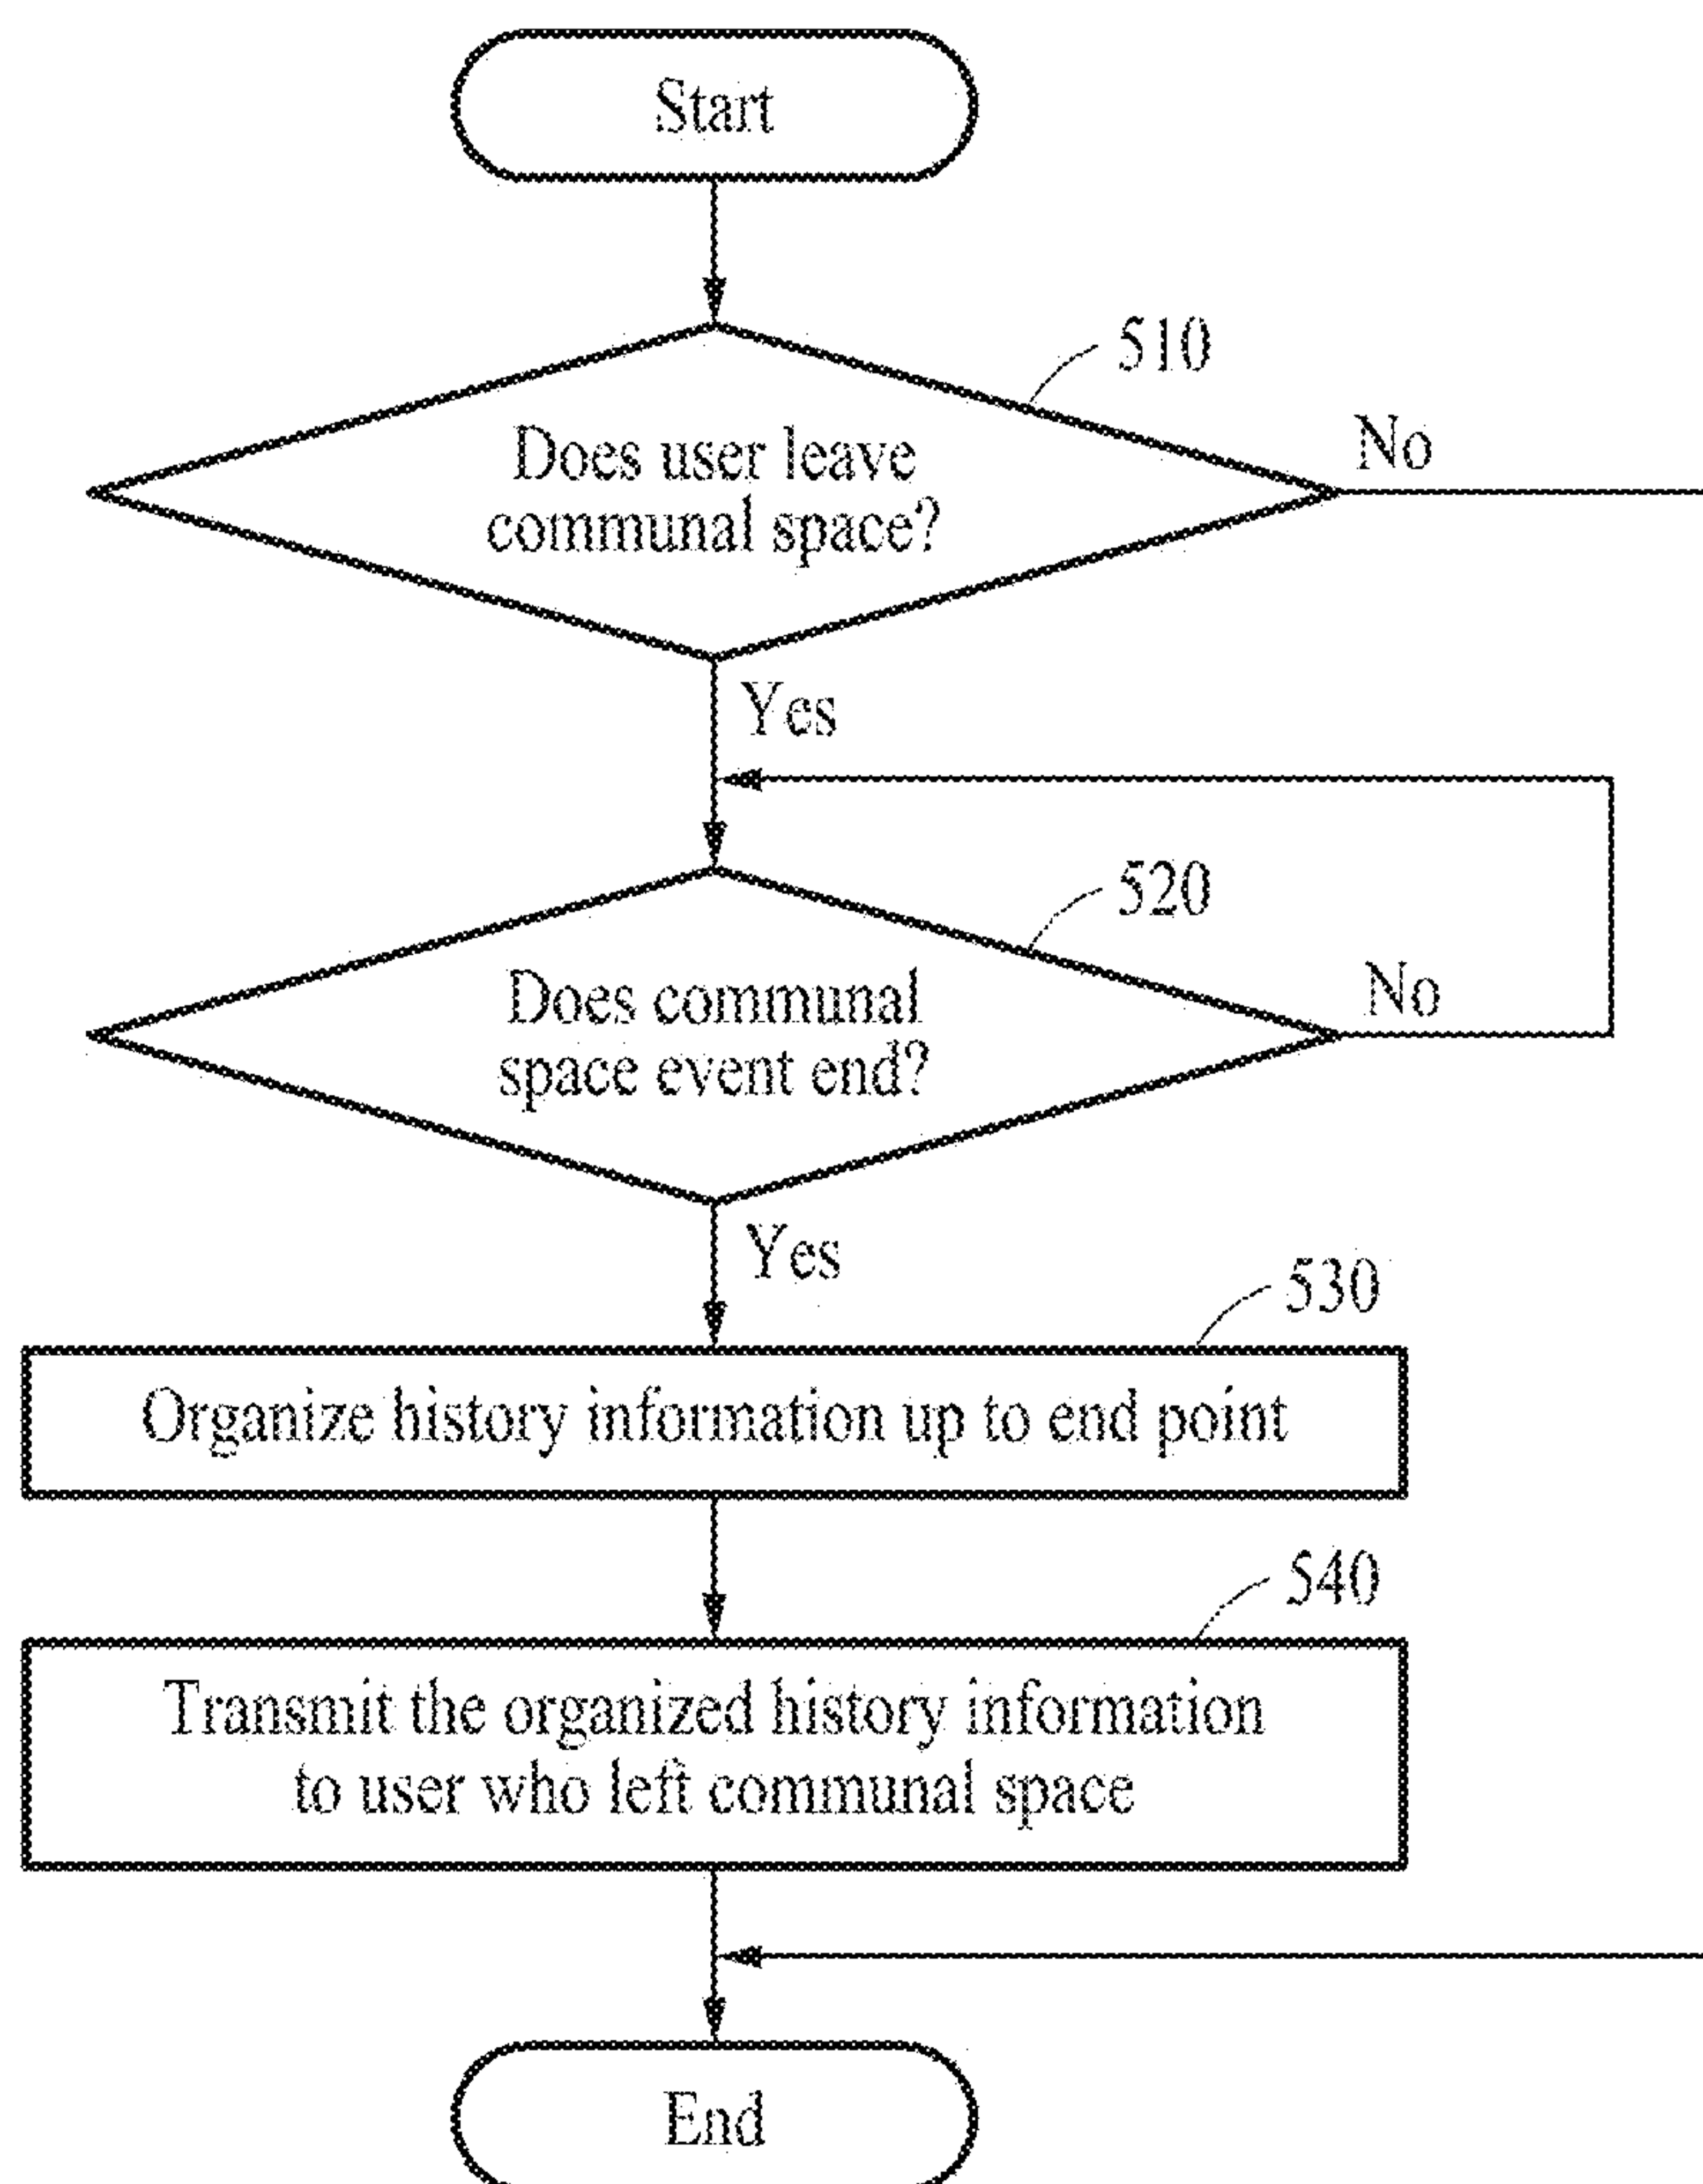 Start
510
Does user leave
communal space?
No
Yes
520
Does communal
space event end?
No
Yes
530
Organize history information up to end point
540
Transmit the organized history information
to user who left communal space
End